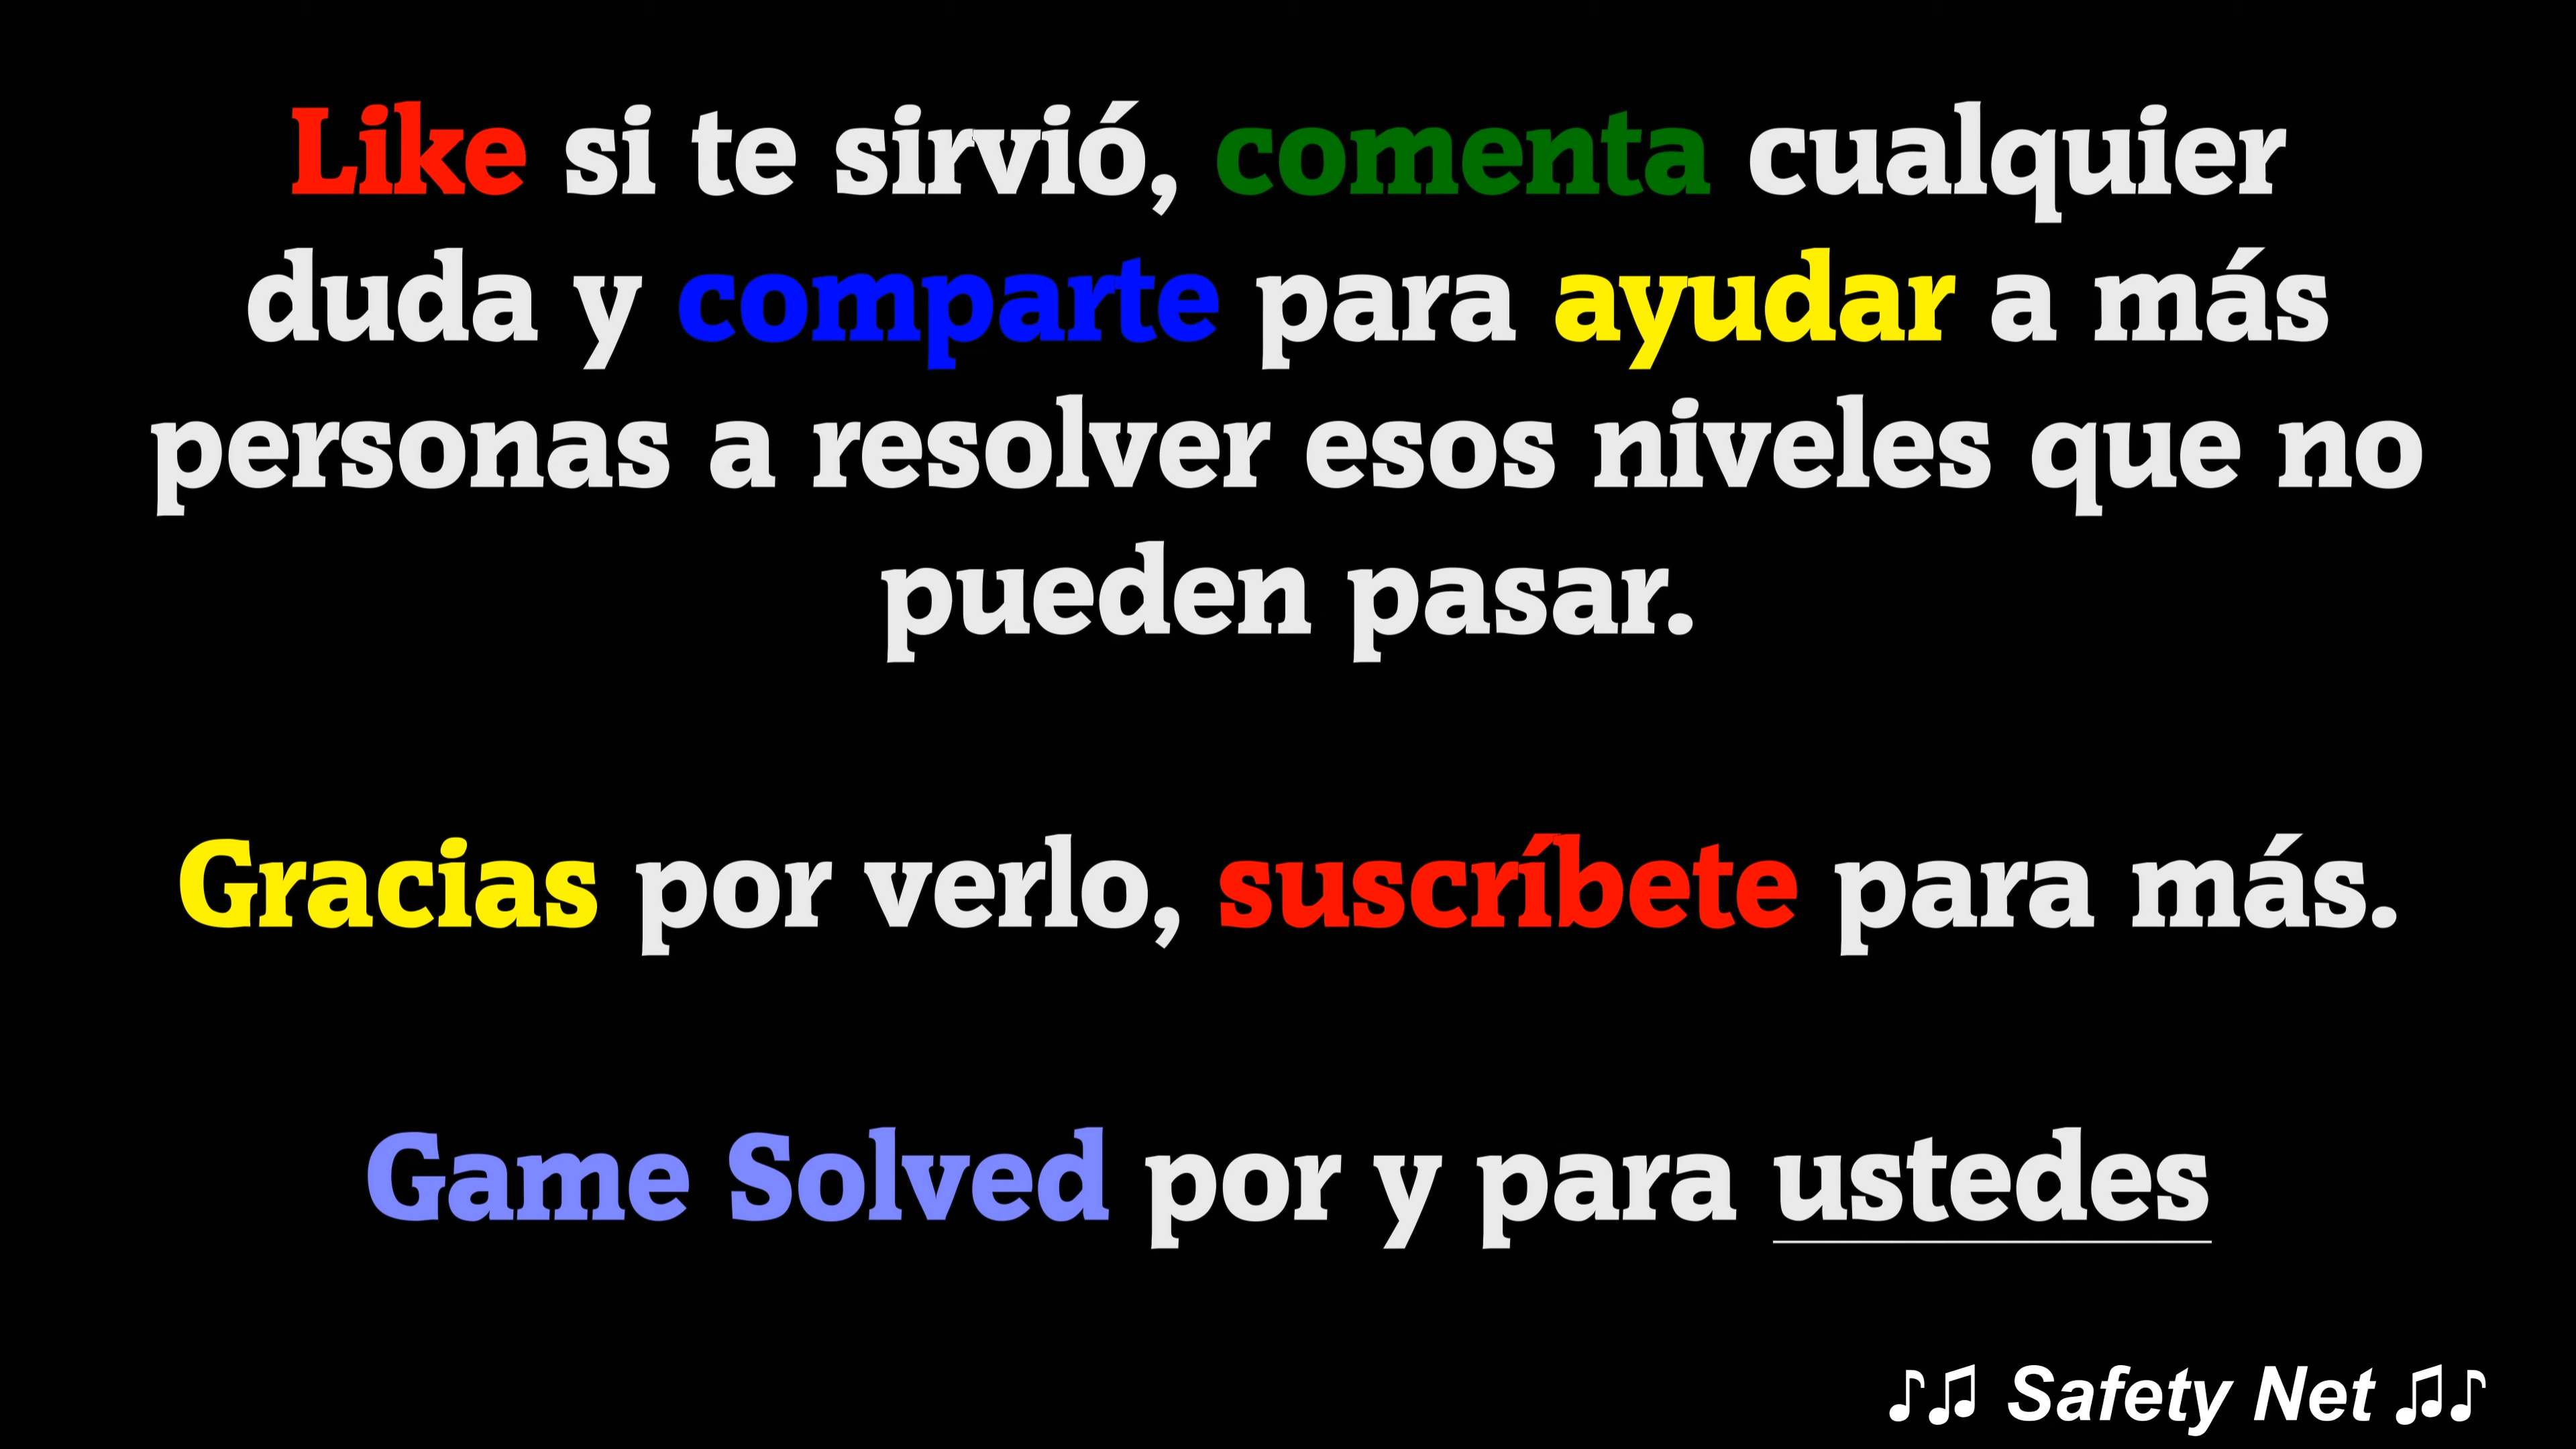 Like si te sirvió, comenta cualquier
duda y comparte para ayudar a más
personas a resolver esos niveles que no
pueden pasar.
Gracias por verlo, suscríbete para más.
Game Solved por y para ustedes
♪♫ Safety Net ♫♪